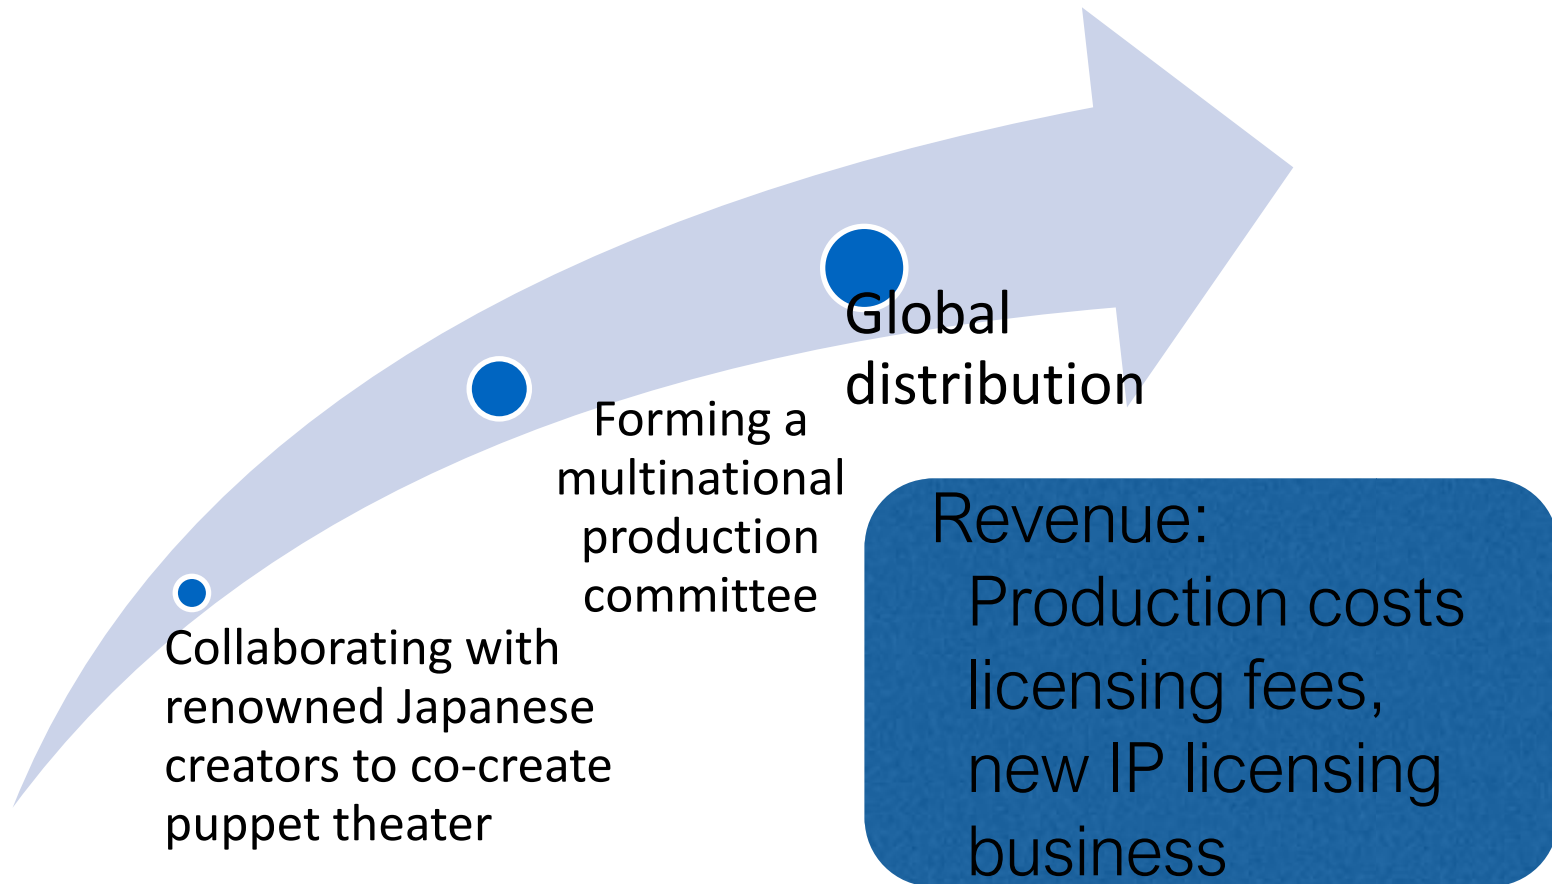 Collaborating with
renowned Japanese
creators to co-create
puppet theater
Forming a
multinational
production
committee
Global
distribution
Revenue:
Production costs
licensing fees,
new IP licensing
business